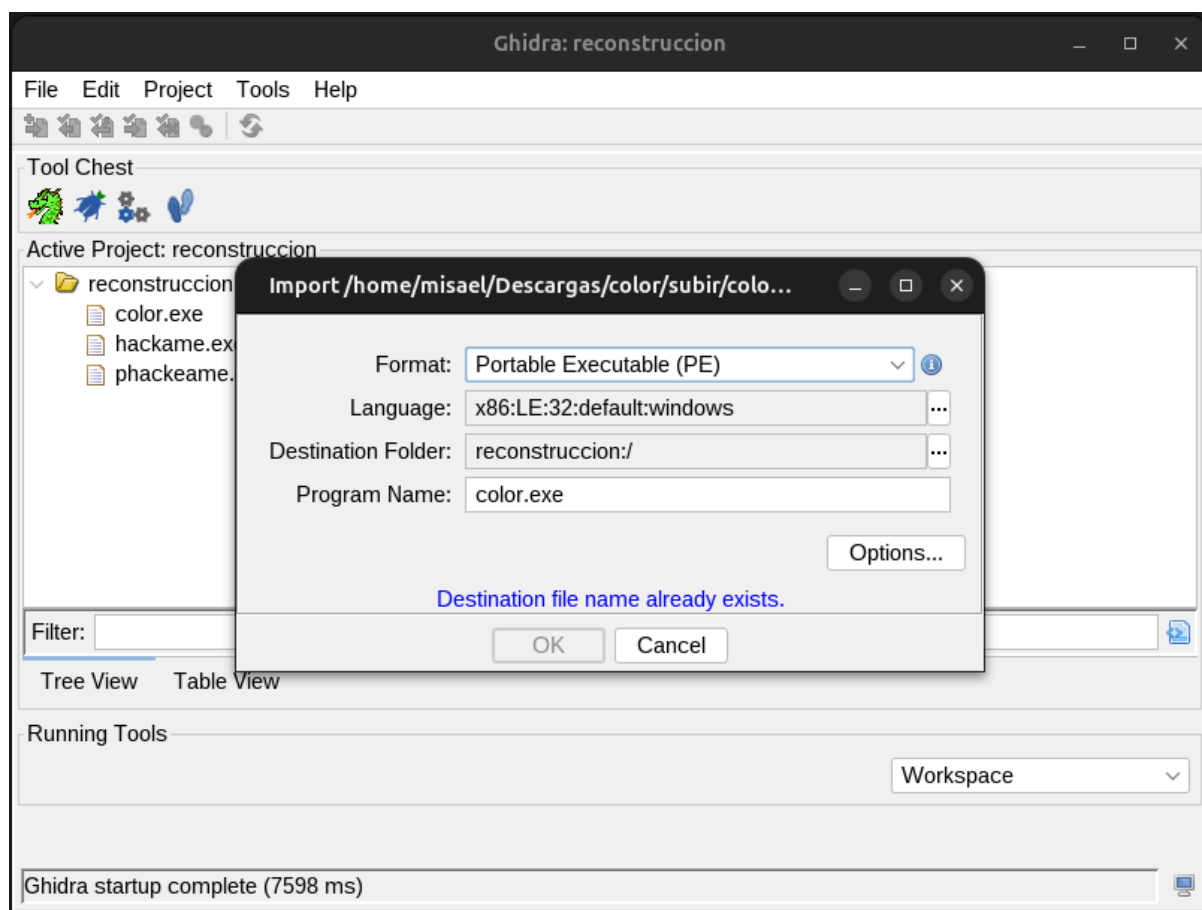 Ghidra: reconstruccion
File Edit Project Tools Help
Tool Chest
Active Project: reconstruccion
reconstruccion
color.exe
hackame.ex
phackeame.
Import /home/misael/Descargas/color/subir/colo...
Format: Portable Executable (PE)
Language: x86:LE:32:default:windows ...
Destination Folder: reconstruccion:/ ...
Program Name: color.exe
Options...
Destination file name already exists.
OK Cancel
Filter:
Tree View Table View
Running Tools
Workspace
Ghidra startup complete (7598 ms)